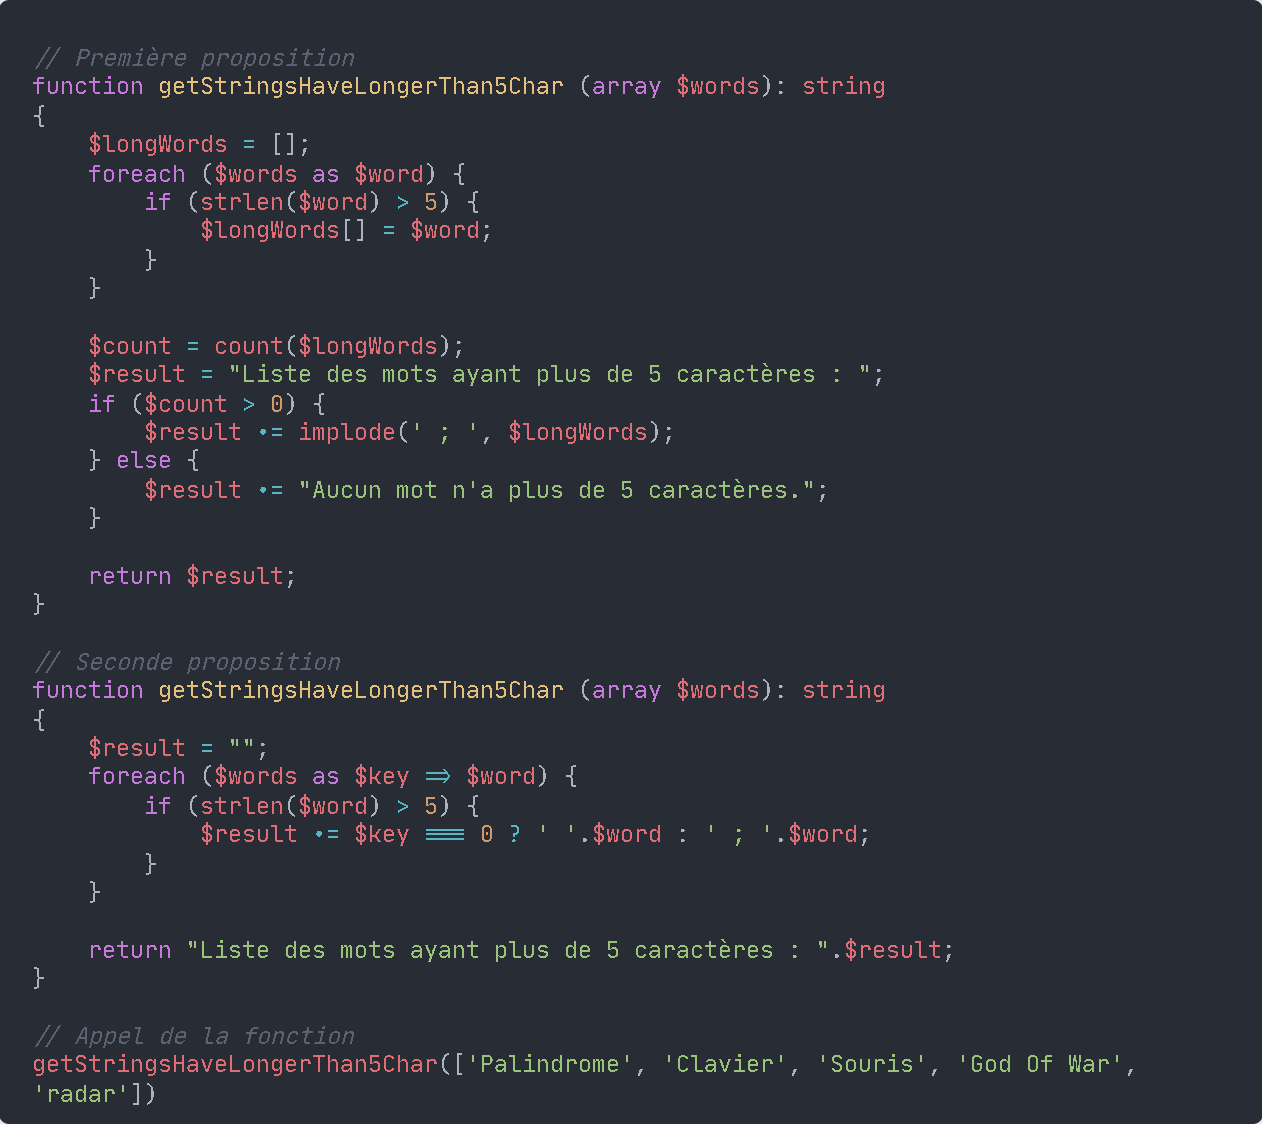 // Première proposition
function getStringsHaveLongerThan5Char (array $words): string
{
    $longWords = [];
    foreach ($words as $word) {
        if (strlen($word) > 5) {
            $longWords[] = $word;
        }
    }

    $count = count($longWords);
    $result = "Liste des mots ayant plus de 5 caractères : ";
    if ($count > 0) {
        $result .= implode(' ; ', $longWords);
    } else {
        $result .= "Aucun mot n'a plus de 5 caractères.";
    }

    return $result;
}

// Seconde proposition
function getStringsHaveLongerThan5Char (array $words): string
{
    $result = "";
    foreach ($words as $key => $word) {
        if (strlen($word) > 5) {
            $result .= $key === 0 ? ' '.$word : ' ; '.$word;
        }
    }

    return "Liste des mots ayant plus de 5 caractères : ".$result;
}

// Appel de la fonction
getStringsHaveLongerThan5Char(['Palindrome', 'Clavier', 'Souris', 'God Of War',
'radar'])